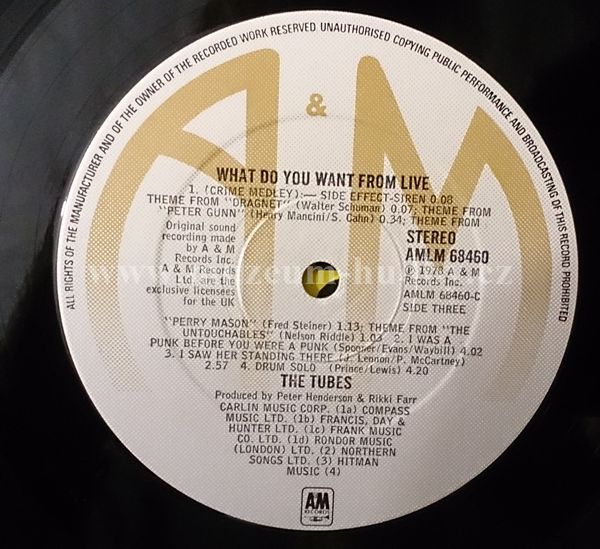 ALL RIGHTS OF THE MANUFACTURER AND OF THE OWNER OF THE RECORDED WORK RESERVED UNAUTHORISED COPYING PUBLIC PERFORMANCE AND BROADCASTING OF THIS RECORD PROHIBITED
A & M
WHAT DO YOU WANT FROM LIVE
1. (CRIME MEDLEY):— SIDE EFFECT-SIREN 0.08
THEME FROM "DRAGNET" (Walter Schuman) 0.07; THEME FROM
"PETER GUNN" (Henry Mancini/S. Cahn) 0.34; THEME FROM
Original sound
recording made
by A & M
Records Inc.
A & M Records
Ltd. are the
exclusive licensees
for the UK
STEREO
AMLM 68460
℗ 1978 A & M
Records Inc.
AMLM 68460-C
SIDE THREE
"PERRY MASON" (Fred Steiner) 1.13; THEME FROM "THE
UNTOUCHABLES" (Nelson Riddle) 1.04 2. I WAS A
PUNK BEFORE YOU WERE A PUNK (Spooner/Evans/Waybill) 4.02
3. I SAW HER STANDING THERE (J. Lennon/P. McCartney)
2.57 4. DRUM SOLO (Prince/Lewis) 4.20
THE TUBES
Produced by Peter Henderson & Rikki Farr
CARLIN MUSIC CORP. (1a) COMPASS
MUSIC LTD. (1b) FRANCIS, DAY &
HUNTER LTD. (1c) FRANK MUSIC
CO. LTD. (1d) RONDOR MUSIC
(LONDON) LTD. (2) NORTHERN
SONGS LTD. (3) HITMAN
MUSIC (4)
AM
RECORDS